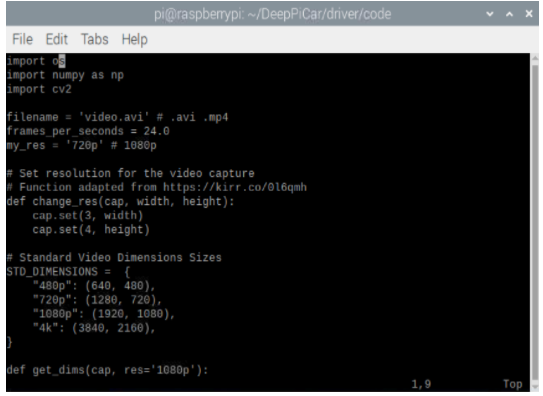 pi@raspberrypi: ~/DeepPiCar/driver/code
File Edit Tabs Help
import os
import numpy as np
import cv2

filename = 'video.avi' # .avi .mp4
frames_per_seconds = 24.0
my_res = '720p' # 1080p

# Set resolution for the video capture
# Function adapted from https://kirr.co/0l6qmh
def change_res(cap, width, height):
    cap.set(3, width)
    cap.set(4, height)

# Standard Video Dimensions Sizes
STD_DIMENSIONS =  {
    "480p": (640, 480),
    "720p": (1280, 720),
    "1080p": (1920, 1080),
    "4k": (3840, 2160),
}

def get_dims(cap, res='1080p'):
1,9 Top